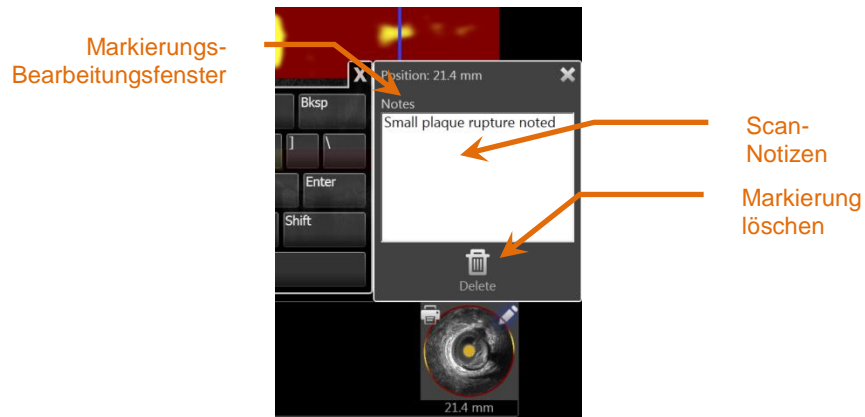 Markierungs-
Bearbeitungsfenster
X
Position: 21.4 mm
Bksp
Notes
Small plaque rupture noted
] \
Enter
Shift
Delete
21.4 mm
Scan-
Notizen
Markierung
löschen